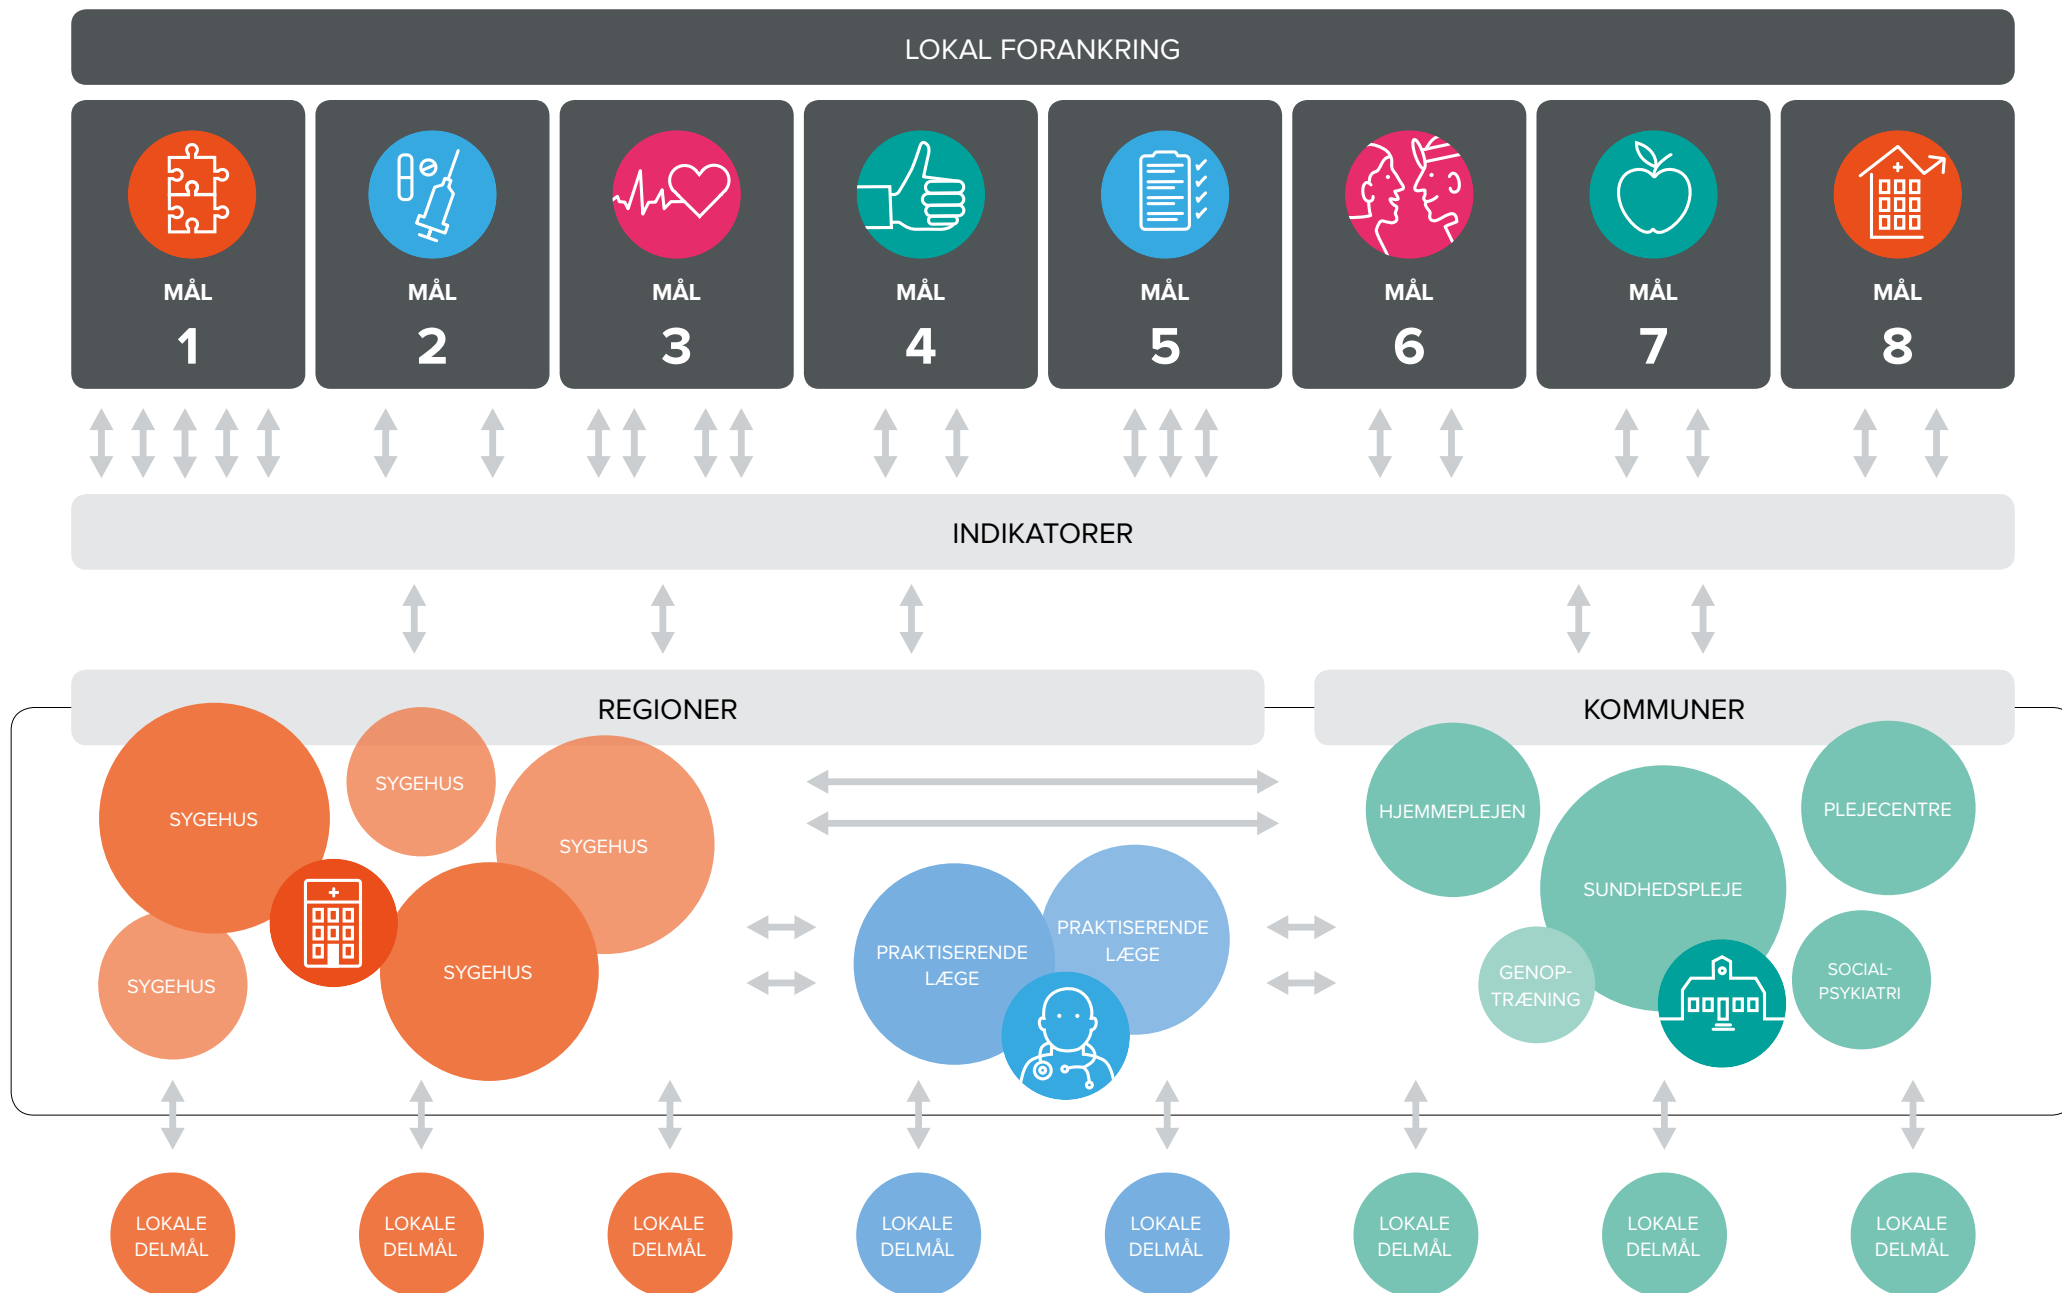 LOKAL FORANKRING
MÅL
1
MÅL
2
MÅL
3
MÅL
4
MÅL
5
MÅL
6
MÅL
7
MÅL
8
INDIKATORER
REGIONER
SYGEHUS
SYGEHUS
SYGEHUS
SYGEHUS
SYGEHUS
PRAKTISERENDE
LÆGE
PRAKTISERENDE
LÆGE
KOMMUNER
HJEMMEPLEJEN
PLEJECENTRE
SUNDHEDSPLEJE
GENOP-
TRÆNING
SOCIAL-
PSYKIATRI
LOKALE
DELMÅL
LOKALE
DELMÅL
LOKALE
DELMÅL
LOKALE
DELMÅL
LOKALE
DELMÅL
LOKALE
DELMÅL
LOKALE
DELMÅL
LOKALE
DELMÅL